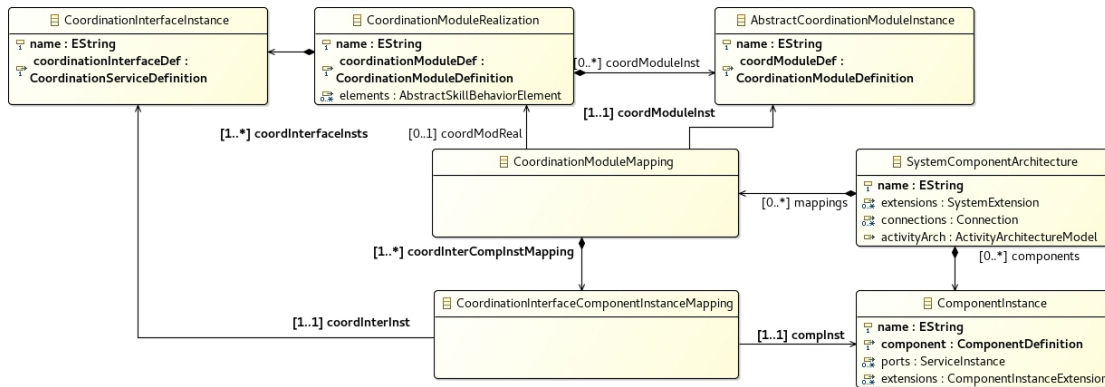 CoordinationInterfaceInstance
name : EString
coordinationInterfaceDef :
CoordinationServiceDefinition
CoordinationModuleRealization
name : EString
coordinationModuleDef :
CoordinationModuleDefinition
elements : AbstractSkillBehaviorElement
AbstractCoordinationModuleInstance
name : EString
coordModuleDef :
CoordinationModuleDefinition
[0..*] coordModuleInst
[1..*] coordInterfaceInsts
[0..1] coordModReal
[1..1] coordModuleInst
CoordinationModuleMapping
SystemComponentArchitecture
name : EString
extensions : SystemExtension
connections : Connection
activityArch : ActivityArchitectureModel
[0..*] mappings
[1..*] coordInterCompInstMapping
[0..*] components
CoordinationInterfaceComponentInstanceMapping
[1..1] coordInterInst
[1..1] compInst
ComponentInstance
name : EString
component : ComponentDefinition
ports : ServiceInstance
extensions : ComponentInstanceExtension